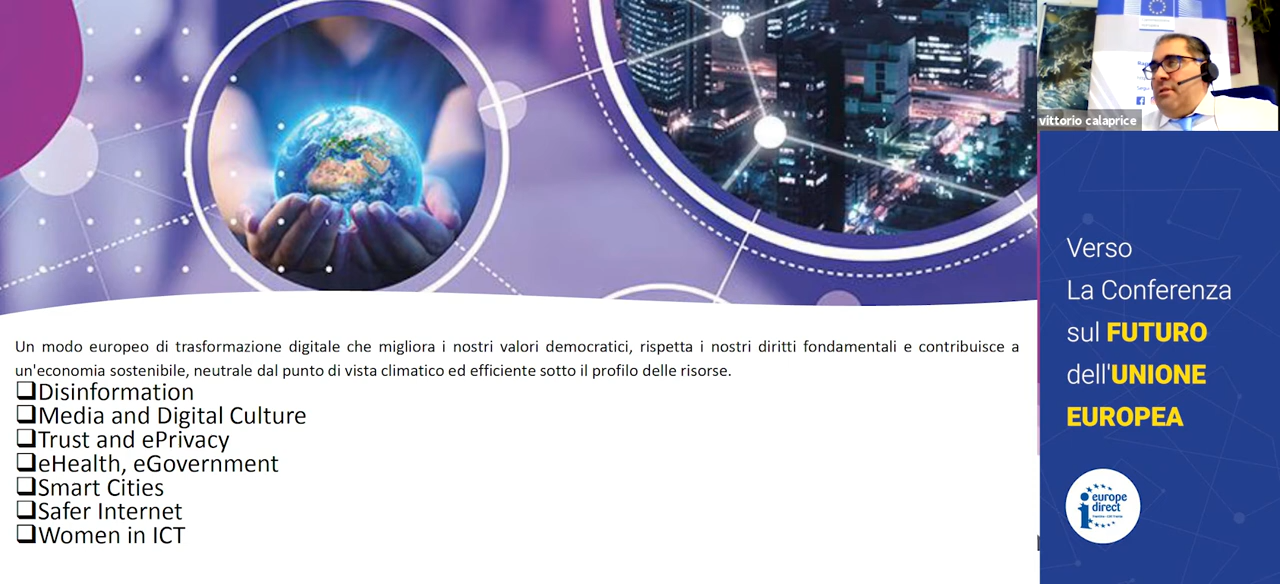 Un modo europeo di trasformazione digitale che migliora i nostri valori democratici, rispetta i nostri diritti fondamentali e contribuisce a
un'economia sostenibile, neutrale dal punto di vista climatico ed efficiente sotto il profilo delle risorse.
❑Disinformation
❑Media and Digital Culture
❑Trust and ePrivacy
❑eHealth, eGovernment
❑Smart Cities
❑Safer Internet
❑Women in ICT
vittorio calaprice
Verso
La Conferenza
sul FUTURO
dell'UNIONE
EUROPEA
europe
direct